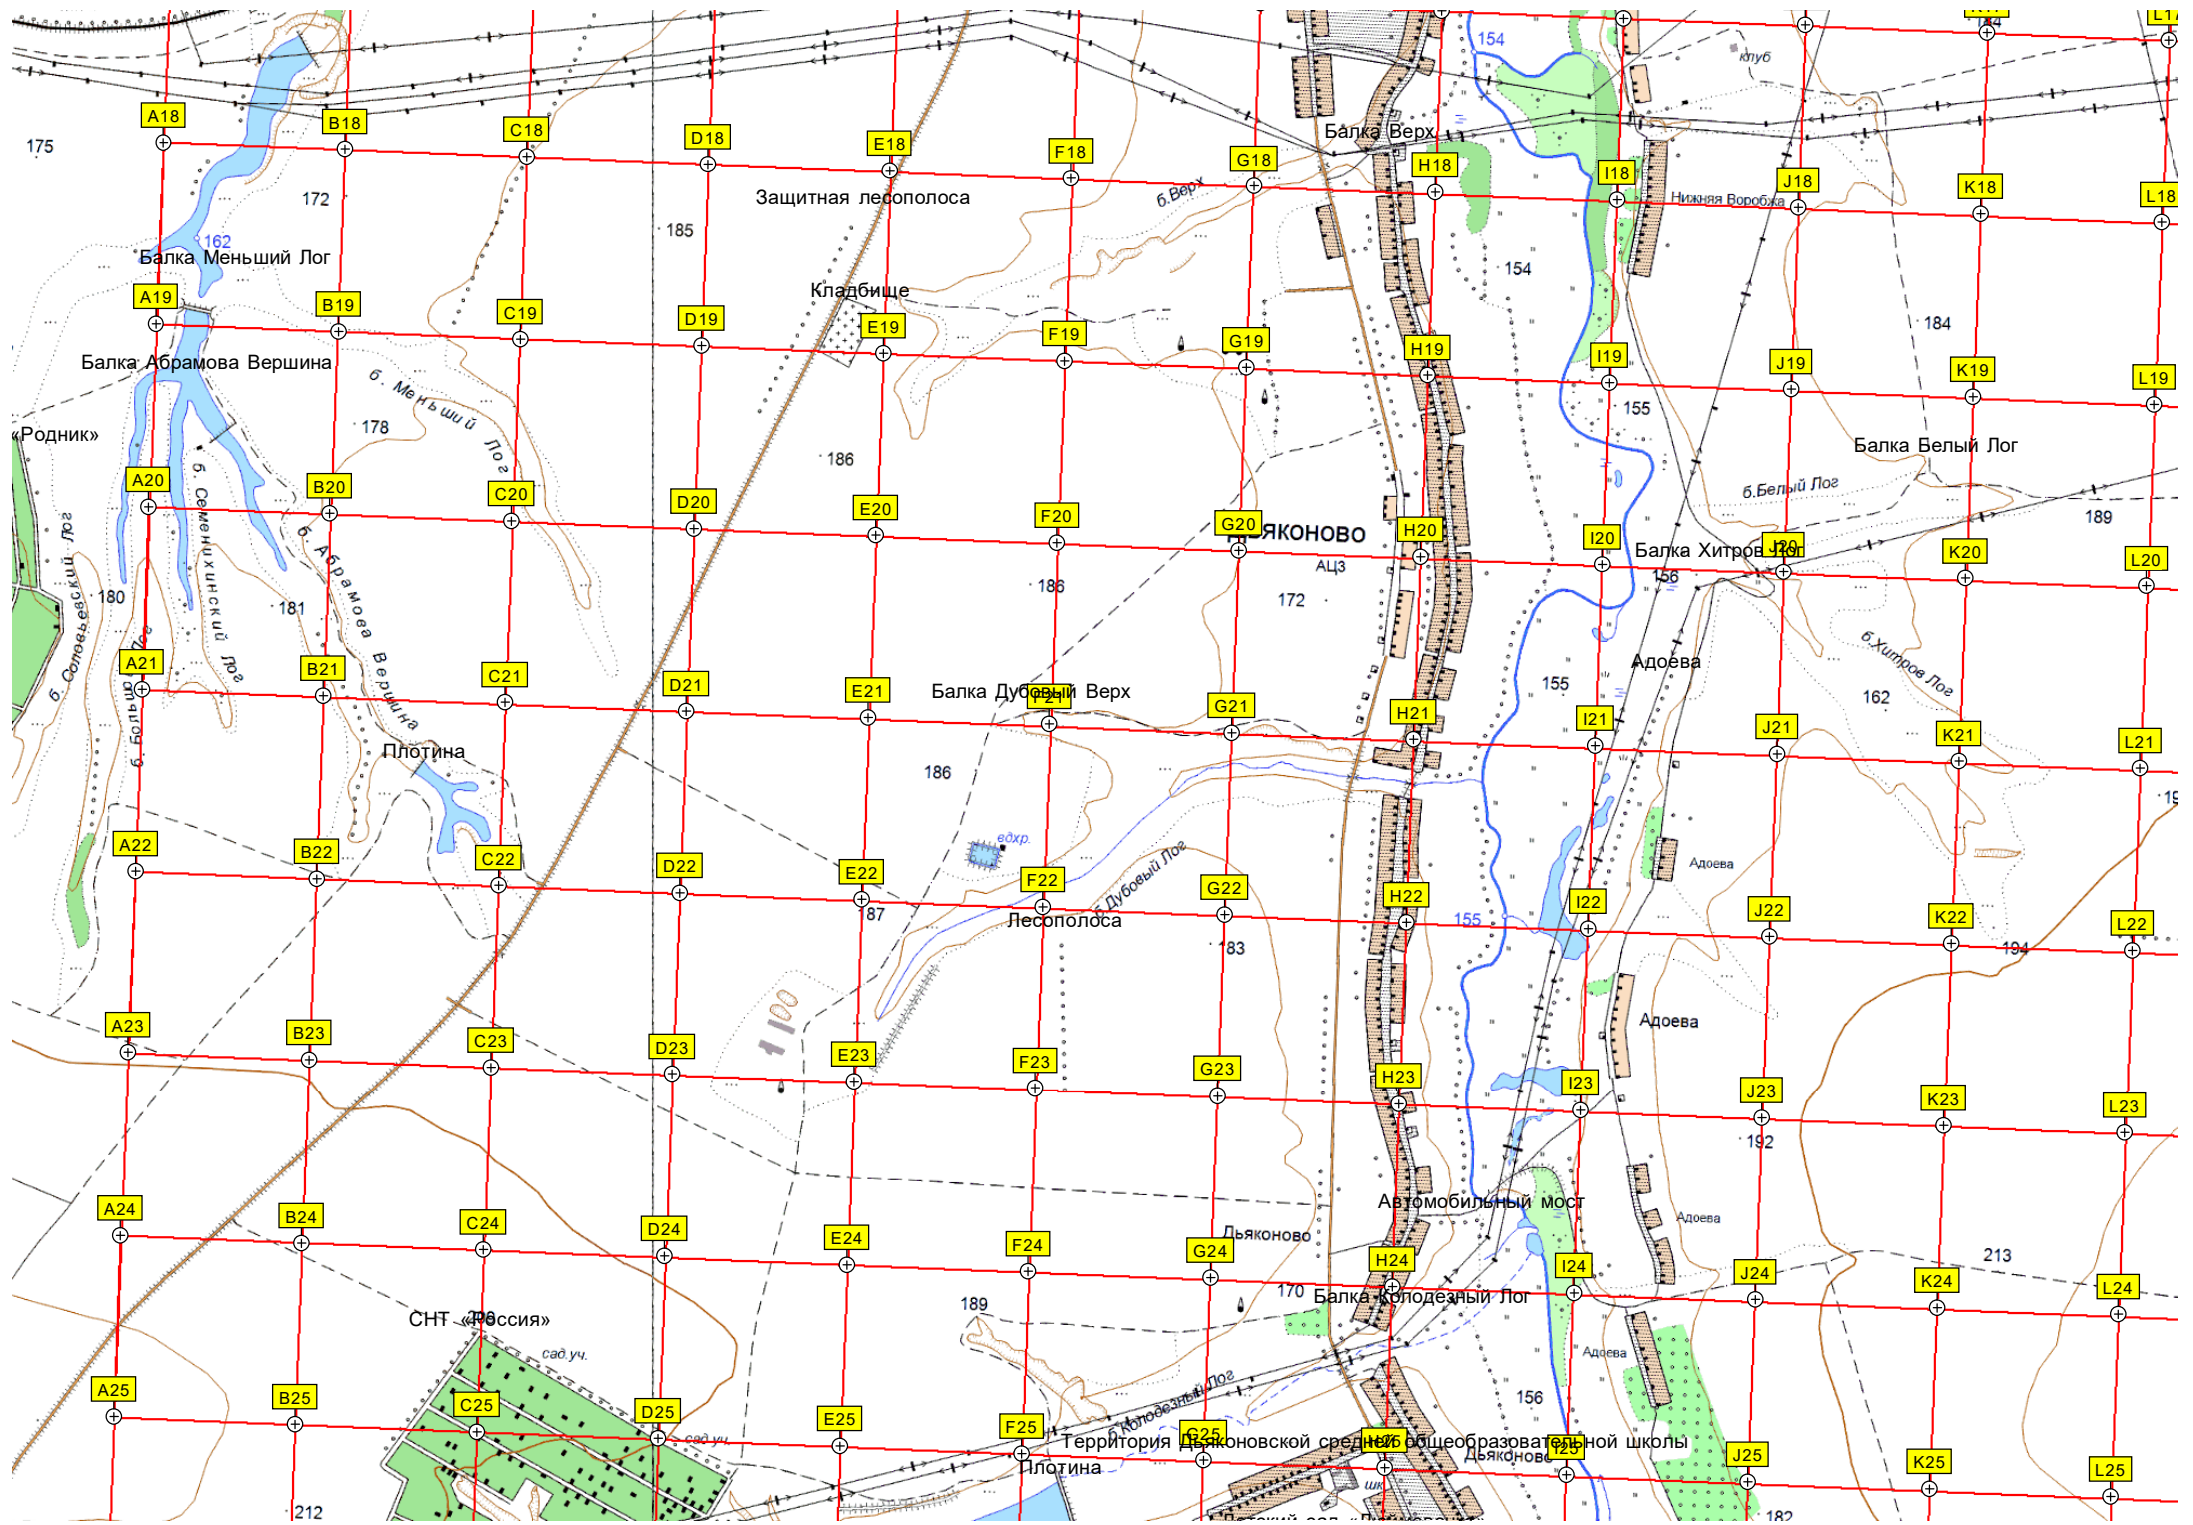 154
184
клуб
A18
B18
C18
D18
E18
F18
G18
H18
I18
J18
K18
L18
Балка Верх
175
172
Защитная лесополоса
б.Верх
Нижняя Воробжа
185
162
Балка Меньший Лог
154
Кладбище
A19
B19
C19
D19
E19
F19
G19
H19
I19
J19
K19
L19
184
Балка Абрамова Вершина
б. Меньший Лог
155
178
«Родник»
186
Балка Белый Лог
A20
B20
C20
D20
E20
F20
G20
H20
I20
J20
K20
L20
б.Белый Лог
189
ДЬЯКОНОВО
АЦЗ
Балка Хитров Лог
156
б. Семенихинский Лог
б. Абрамова Вершина
б. Соловьевский Лог
180
181
186
172
б.Хитров Лог
Адоева
A21
B21
C21
D21
E21
F21
G21
H21
I21
J21
K21
L21
155
162
Балка Дубовый Верх
Плотина
186
вдхр.
A22
B22
C22
D22
E22
F22
G22
H22
I22
J22
K22
L22
б.Дубовый Лог
Адоева
187
Лесополоса
155
183
194
Адоева
A23
B23
C23
D23
E23
F23
G23
H23
I23
J23
K23
L23
192
A24
B24
C24
D24
E24
F24
G24
H24
I24
J24
K24
L24
Автомобильный мост
Адоева
Дьяконово
213
189
170
Балка Колодезный Лог
СНТ «Россия»
сад.уч.
Адоева
A25
B25
C25
D25
E25
F25
G25
H25
I25
J25
K25
L25
б.Колодезный Лог
156
сад.уч.
Территория Дьяконовской средней общеобразовательной школы
Дьяконово
Плотина
шк.
212
182